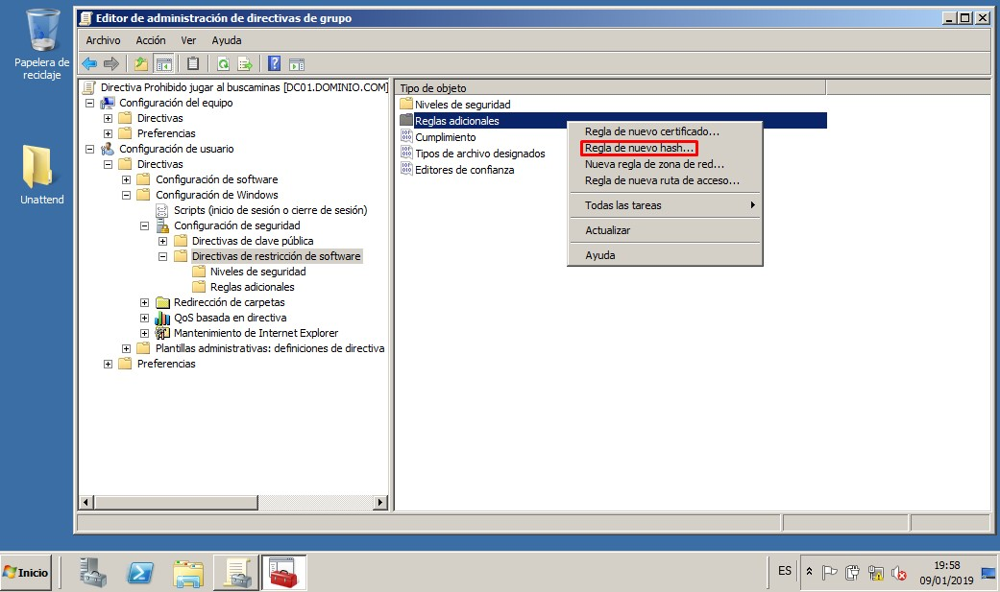 Papelera de
reciclaje
Unattend
Editor de administración de directivas de grupo
Archivo Acción Ver Ayuda
Directiva Prohibido jugar al buscaminas [DC01.DOMINIO.COM]
Configuración del equipo
Directivas
Preferencias
Configuración de usuario
Directivas
Configuración de software
Configuración de Windows
Scripts (inicio de sesión o cierre de sesión)
Configuración de seguridad
Directivas de clave pública
Directivas de restricción de software
Niveles de seguridad
Reglas adicionales
Redirección de carpetas
QoS basada en directiva
Mantenimiento de Internet Explorer
Plantillas administrativas: definiciones de directiva
Preferencias
Tipo de objeto
Niveles de seguridad
Reglas adicionales
Cumplimiento
Tipos de archivo designados
Editores de confianza
Regla de nuevo certificado...
Regla de nuevo hash...
Nueva regla de zona de red...
Regla de nueva ruta de acceso...
Todas las tareas
Actualizar
Ayuda
Inicio
ES
19:58
09/01/2019